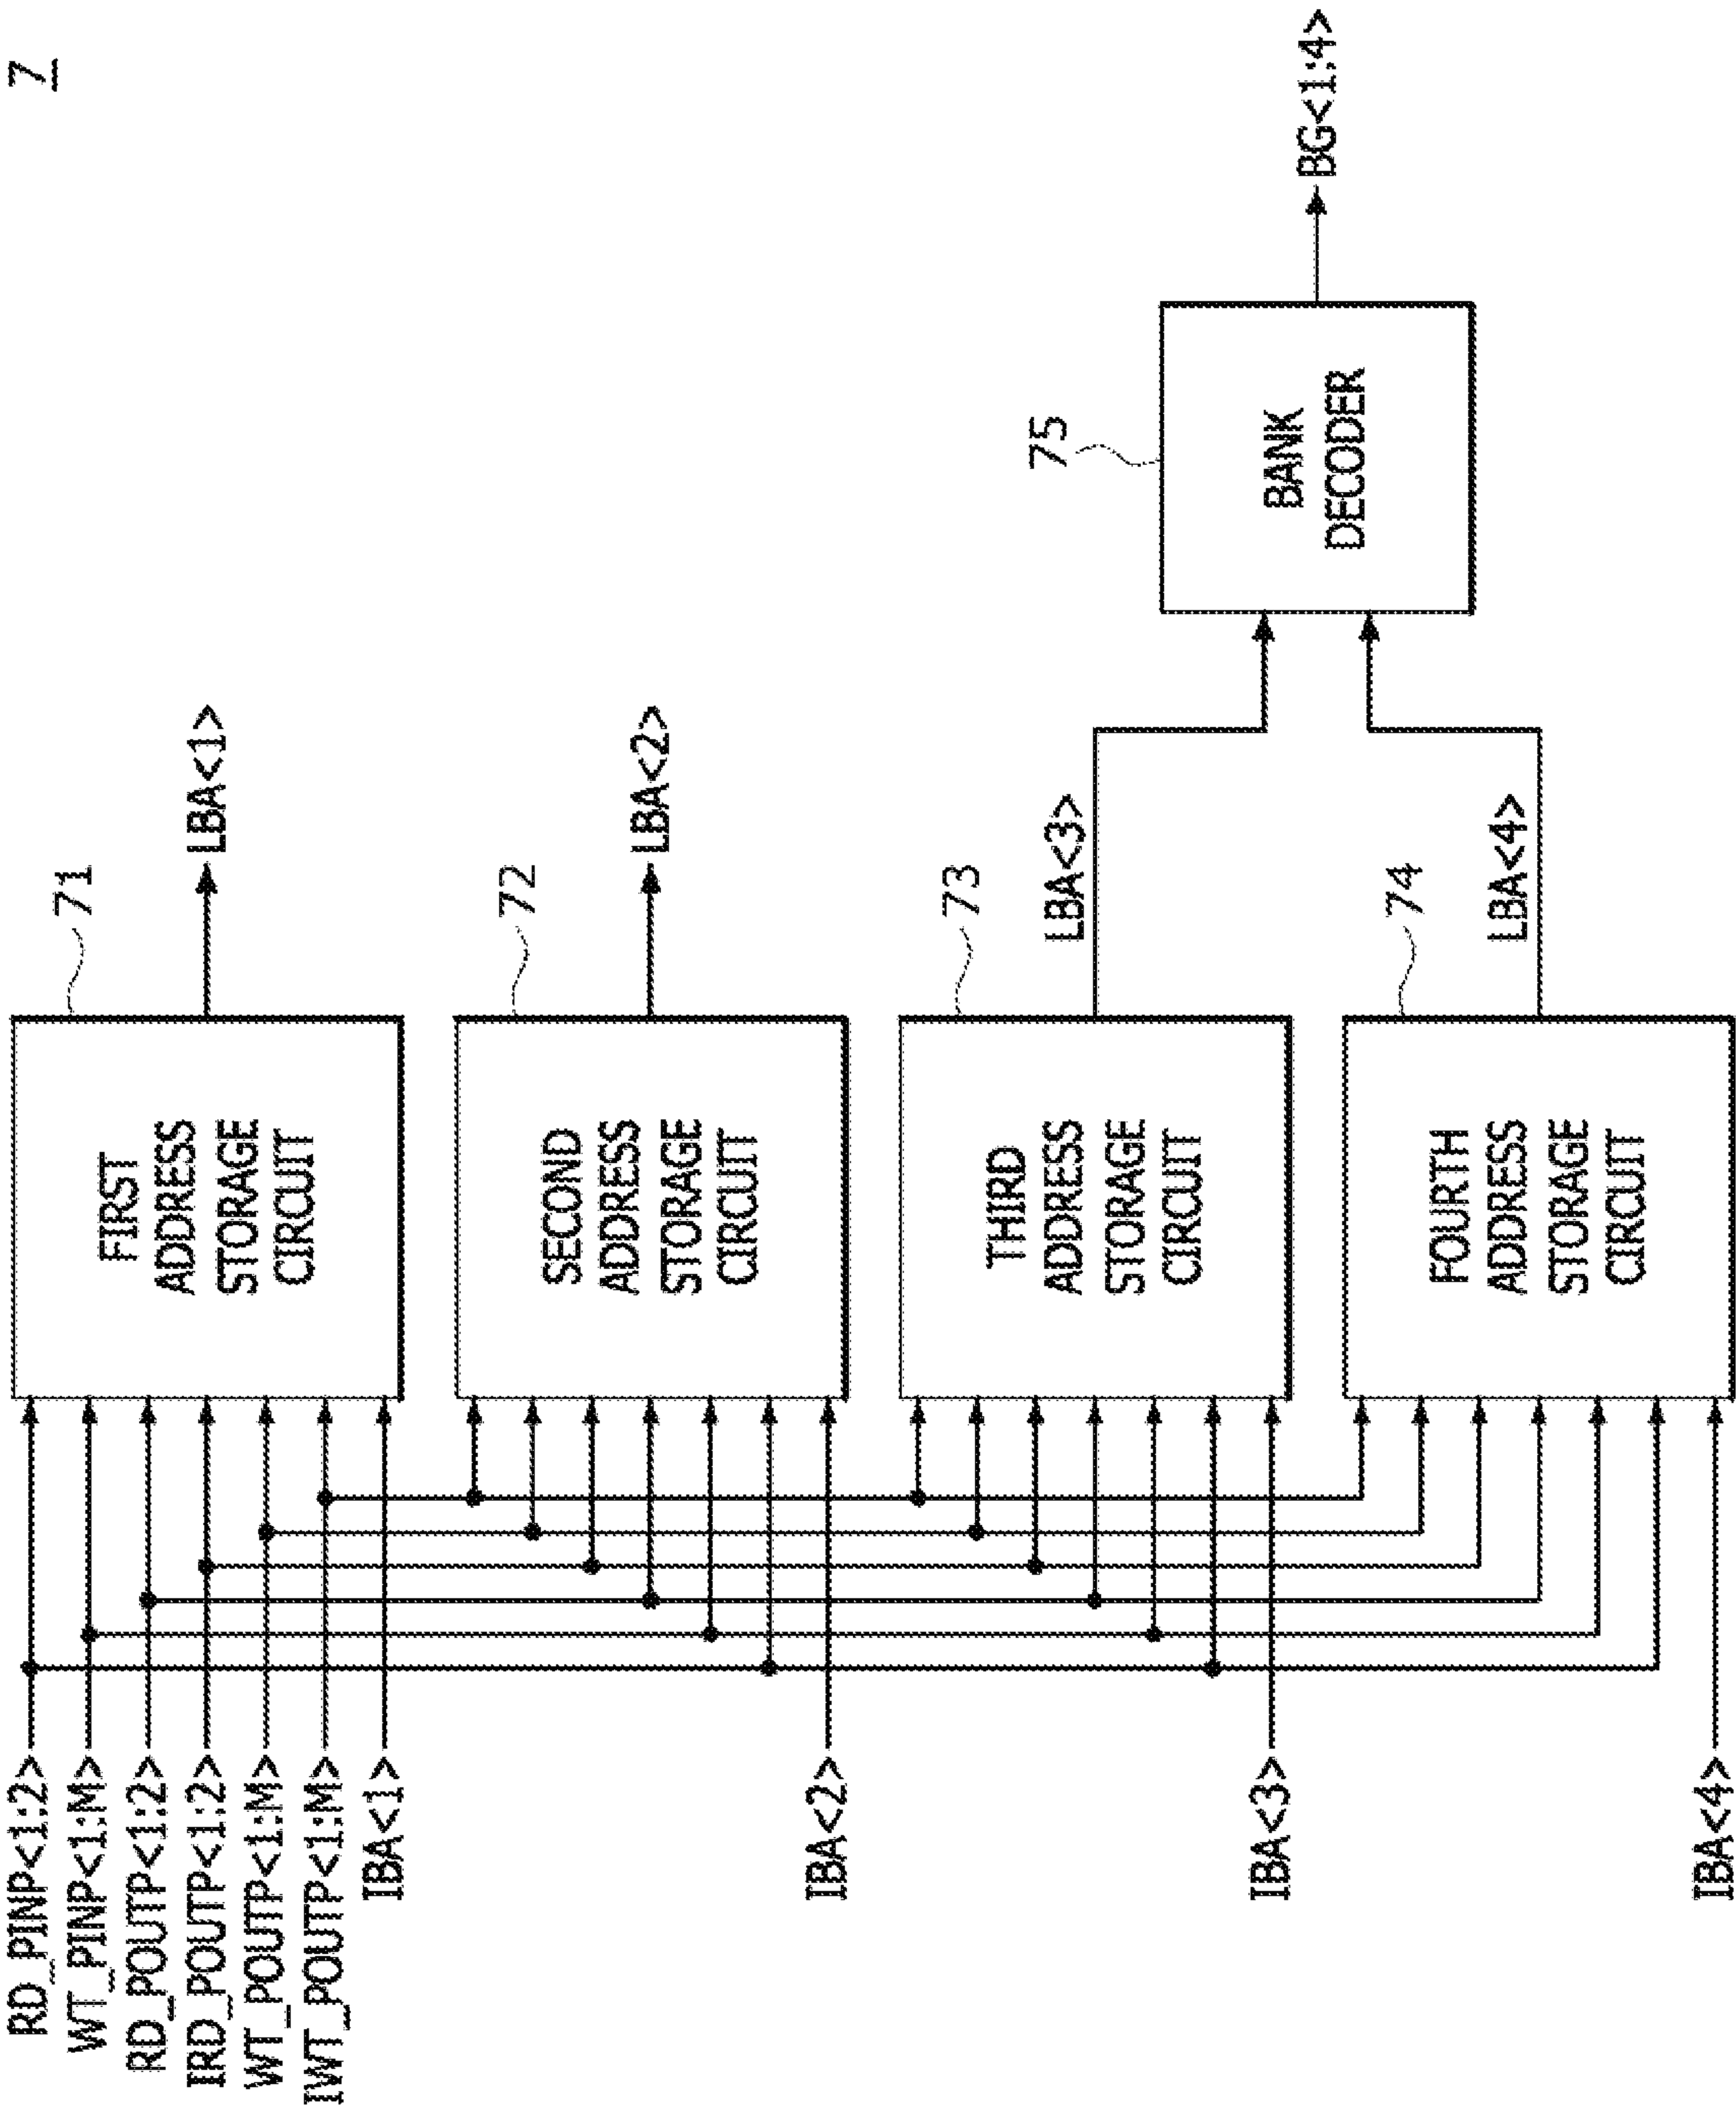 7
RD_PINP<1:2>
WT_PINP<1:M>
RD_POUTP<1:2>
IRD_POUTP<1:2>
WT_POUTP<1:M>
IWT_POUTP<1:M>
IBA<1>
FIRST
ADDRESS
STORAGE
CIRCUIT
71
LBA<1>
IBA<2>
SECOND
ADDRESS
STORAGE
CIRCUIT
72
LBA<2>
IBA<3>
THIRD
ADDRESS
STORAGE
CIRCUIT
73
LBA<3>
IBA<4>
FOURTH
ADDRESS
STORAGE
CIRCUIT
74
LBA<4>
75
BANK
DECODER
BG<1:4>